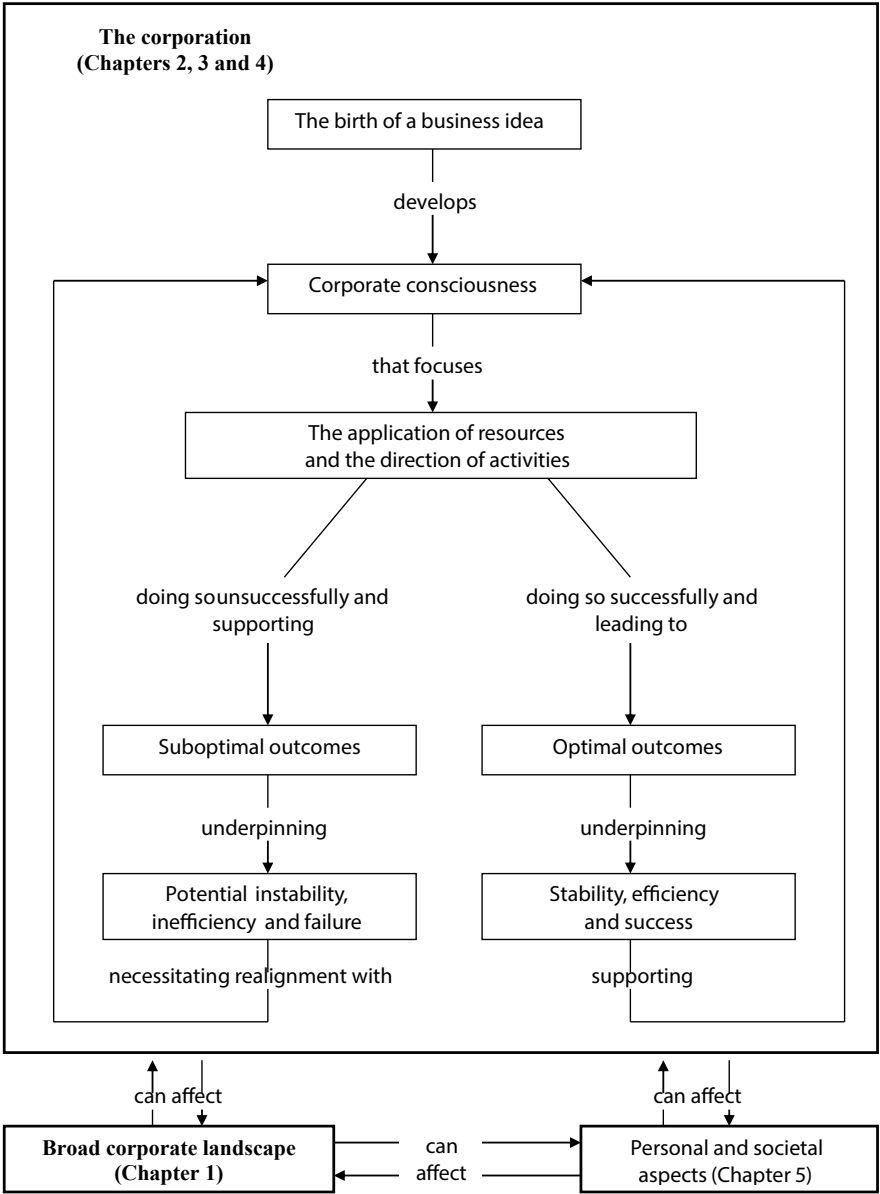 The corporation
(Chapters 2, 3 and 4)
The birth of a business idea
develops
Corporate consciousness
that focuses
The application of resources
and the direction of activities
doing sounsuccessfully and
supporting
doing so successfully and
leading to
Suboptimal outcomes
Optimal outcomes
underpinning
underpinning
Potential instability,
inefficiency and failure
Stability, efficiency
and success
necessitating realignment with
supporting
can affect
can affect
Broad corporate landscape
(Chapter 1)
can
affect
Personal and societal
aspects (Chapter 5)